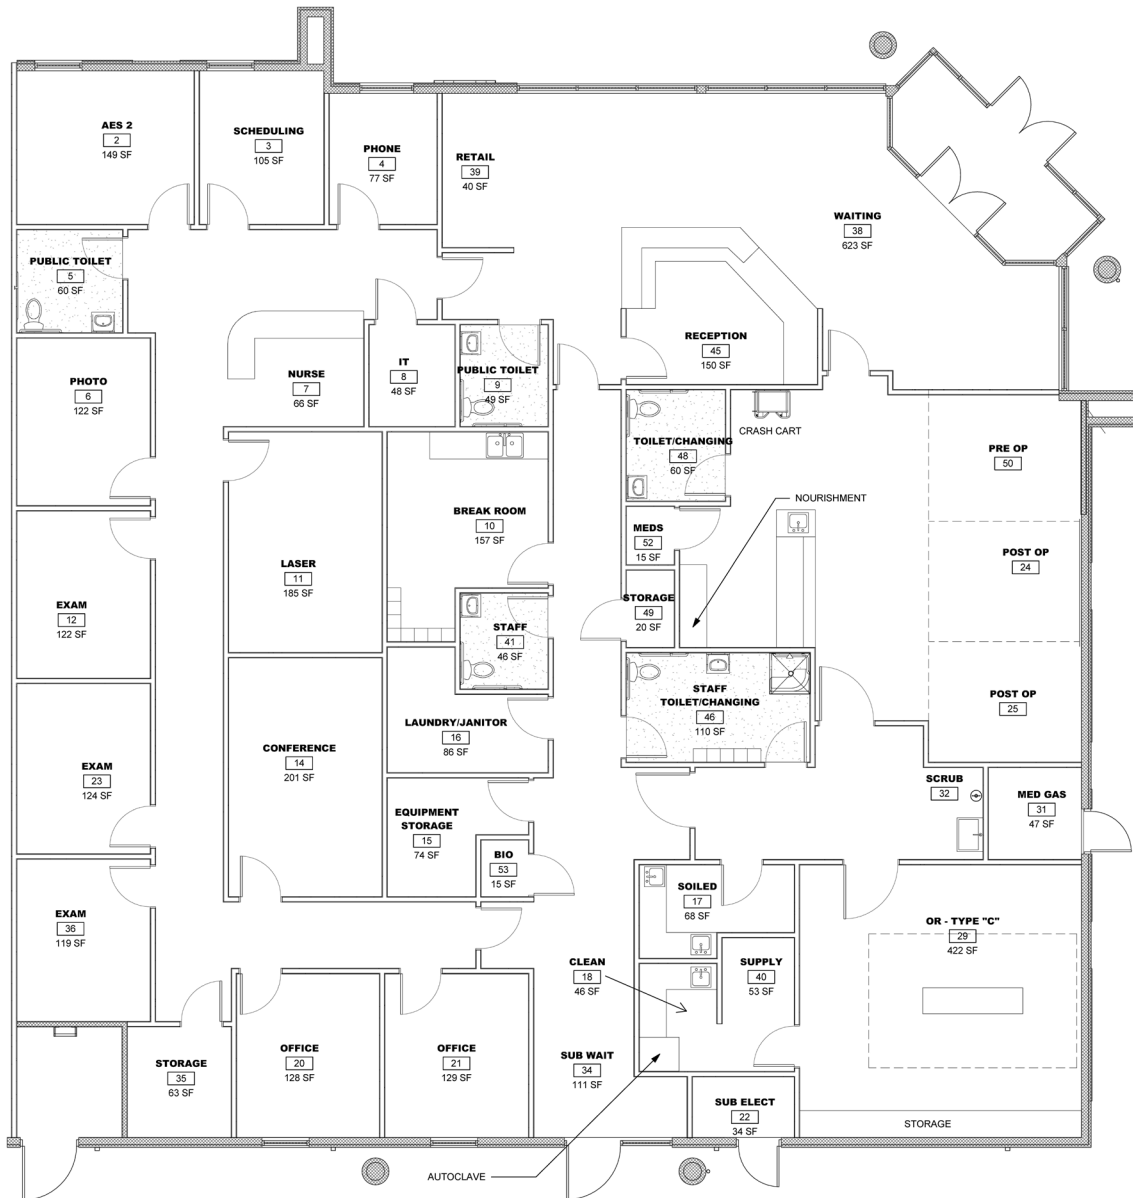 AES 2
2
149 SF
SCHEDULING
3
105 SF
PHONE
4
77 SF
RETAIL
39
40 SF
WAITING
38
623 SF
PUBLIC TOILET
5
60 SF
RECEPTION
45
150 SF
PHOTO
6
122 SF
NURSE
7
66 SF
IT
8
48 SF
PUBLIC TOILET
9
49 SF
CRASH CART
TOILET/CHANGING
48
60 SF
PRE OP
50
NOURISHMENT
BREAK ROOM
10
157 SF
MEDS
52
15 SF
POST OP
24
LASER
11
185 SF
EXAM
12
122 SF
STORAGE
49
20 SF
STAFF
41
46 SF
STAFF
TOILET/CHANGING
46
110 SF
POST OP
25
LAUNDRY/JANITOR
16
86 SF
CONFERENCE
14
201 SF
EXAM
23
124 SF
SCRUB
32
MED GAS
31
47 SF
EQUIPMENT
STORAGE
15
74 SF
BIO
53
15 SF
SOILED
17
68 SF
EXAM
36
119 SF
OR - TYPE "C"
29
422 SF
CLEAN
18
46 SF
SUPPLY
40
53 SF
STORAGE
35
63 SF
OFFICE
20
128 SF
OFFICE
21
129 SF
SUB WAIT
34
111 SF
SUB ELECT
22
34 SF
STORAGE
AUTOCLAVE